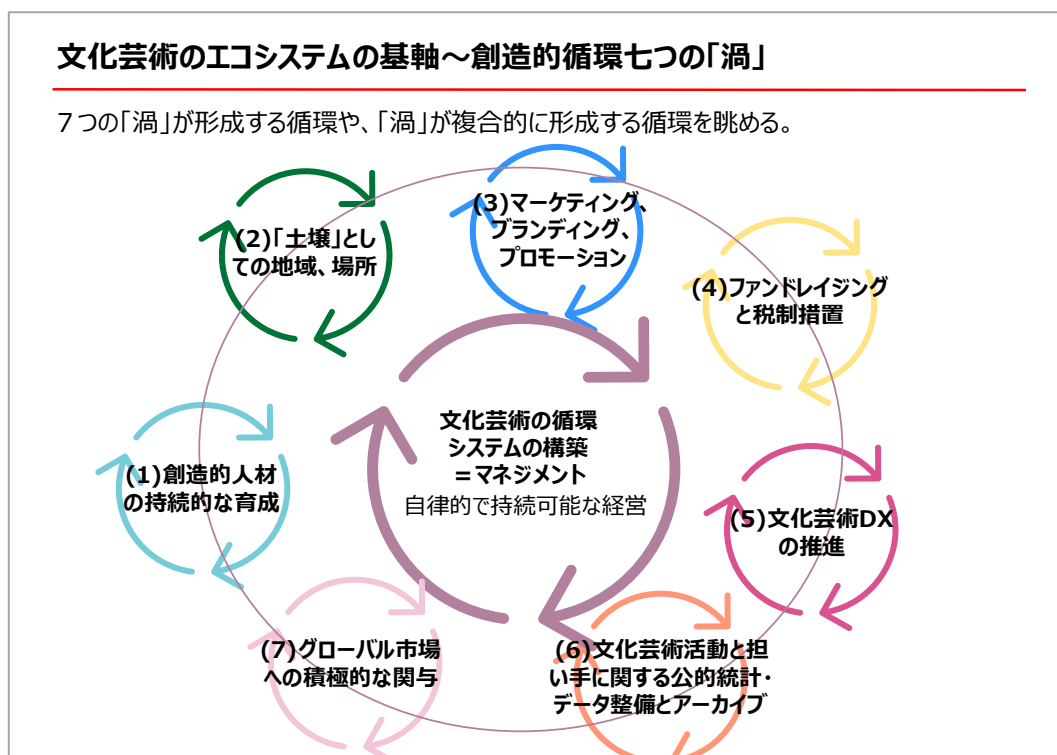 文化芸術のエコシステムの基軸～創造的循環七つの「渦」
７つの「渦」が形成する循環や、「渦」が複合的に形成する循環を眺める。
(1)創造的人材
の持続的な育成
(2)「土壌」とし
ての地域、場所
(3)マーケティング、
ブランディング、
プロモーション
(4)ファンドレイジング
と税制措置
(5)文化芸術DX
の推進
(6)文化芸術活動と担
い手に関する公的統計・
データ整備とアーカイブ
(7)グローバル市場
への積極的な関与
文化芸術の循環
システムの構築
＝マネジメント
自律的で持続可能な経営